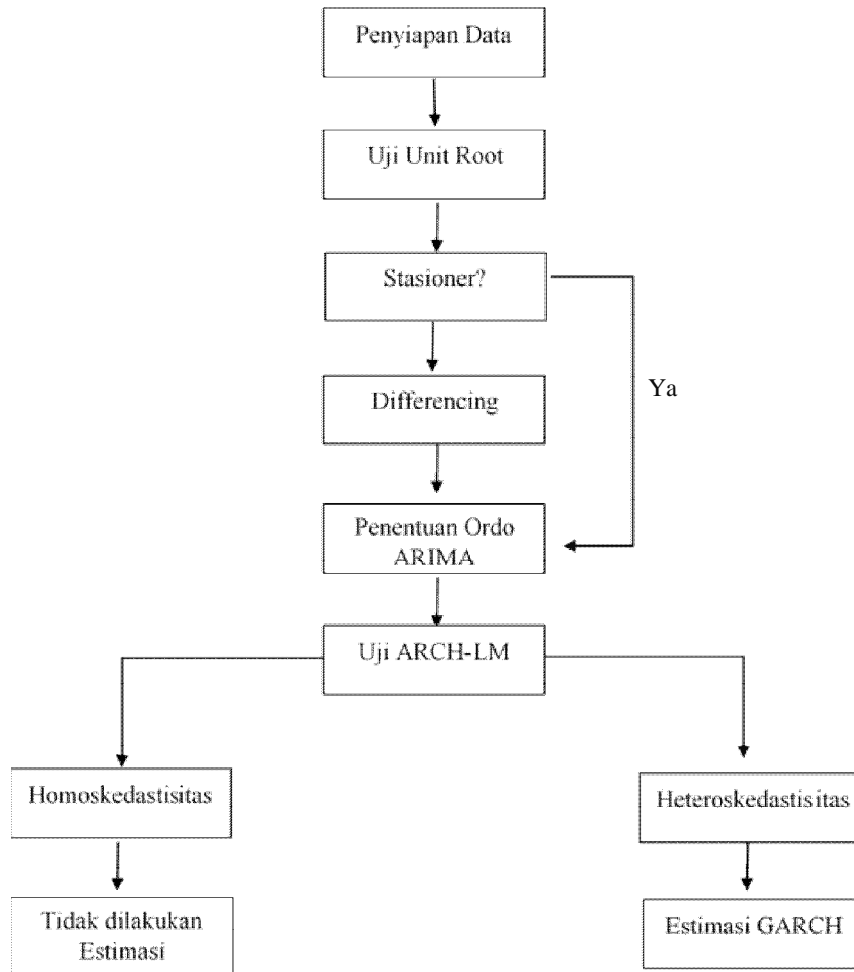 Penyiapan Data
Uji Unit Root
Stasioner?
Differencing
Ya
Penentuan Ordo
ARIMA
Uji ARCH-LM
Homoskedastisitas
Heteroskedastisitas
Tidak dilakukan
Estimasi
Estimasi GARCH